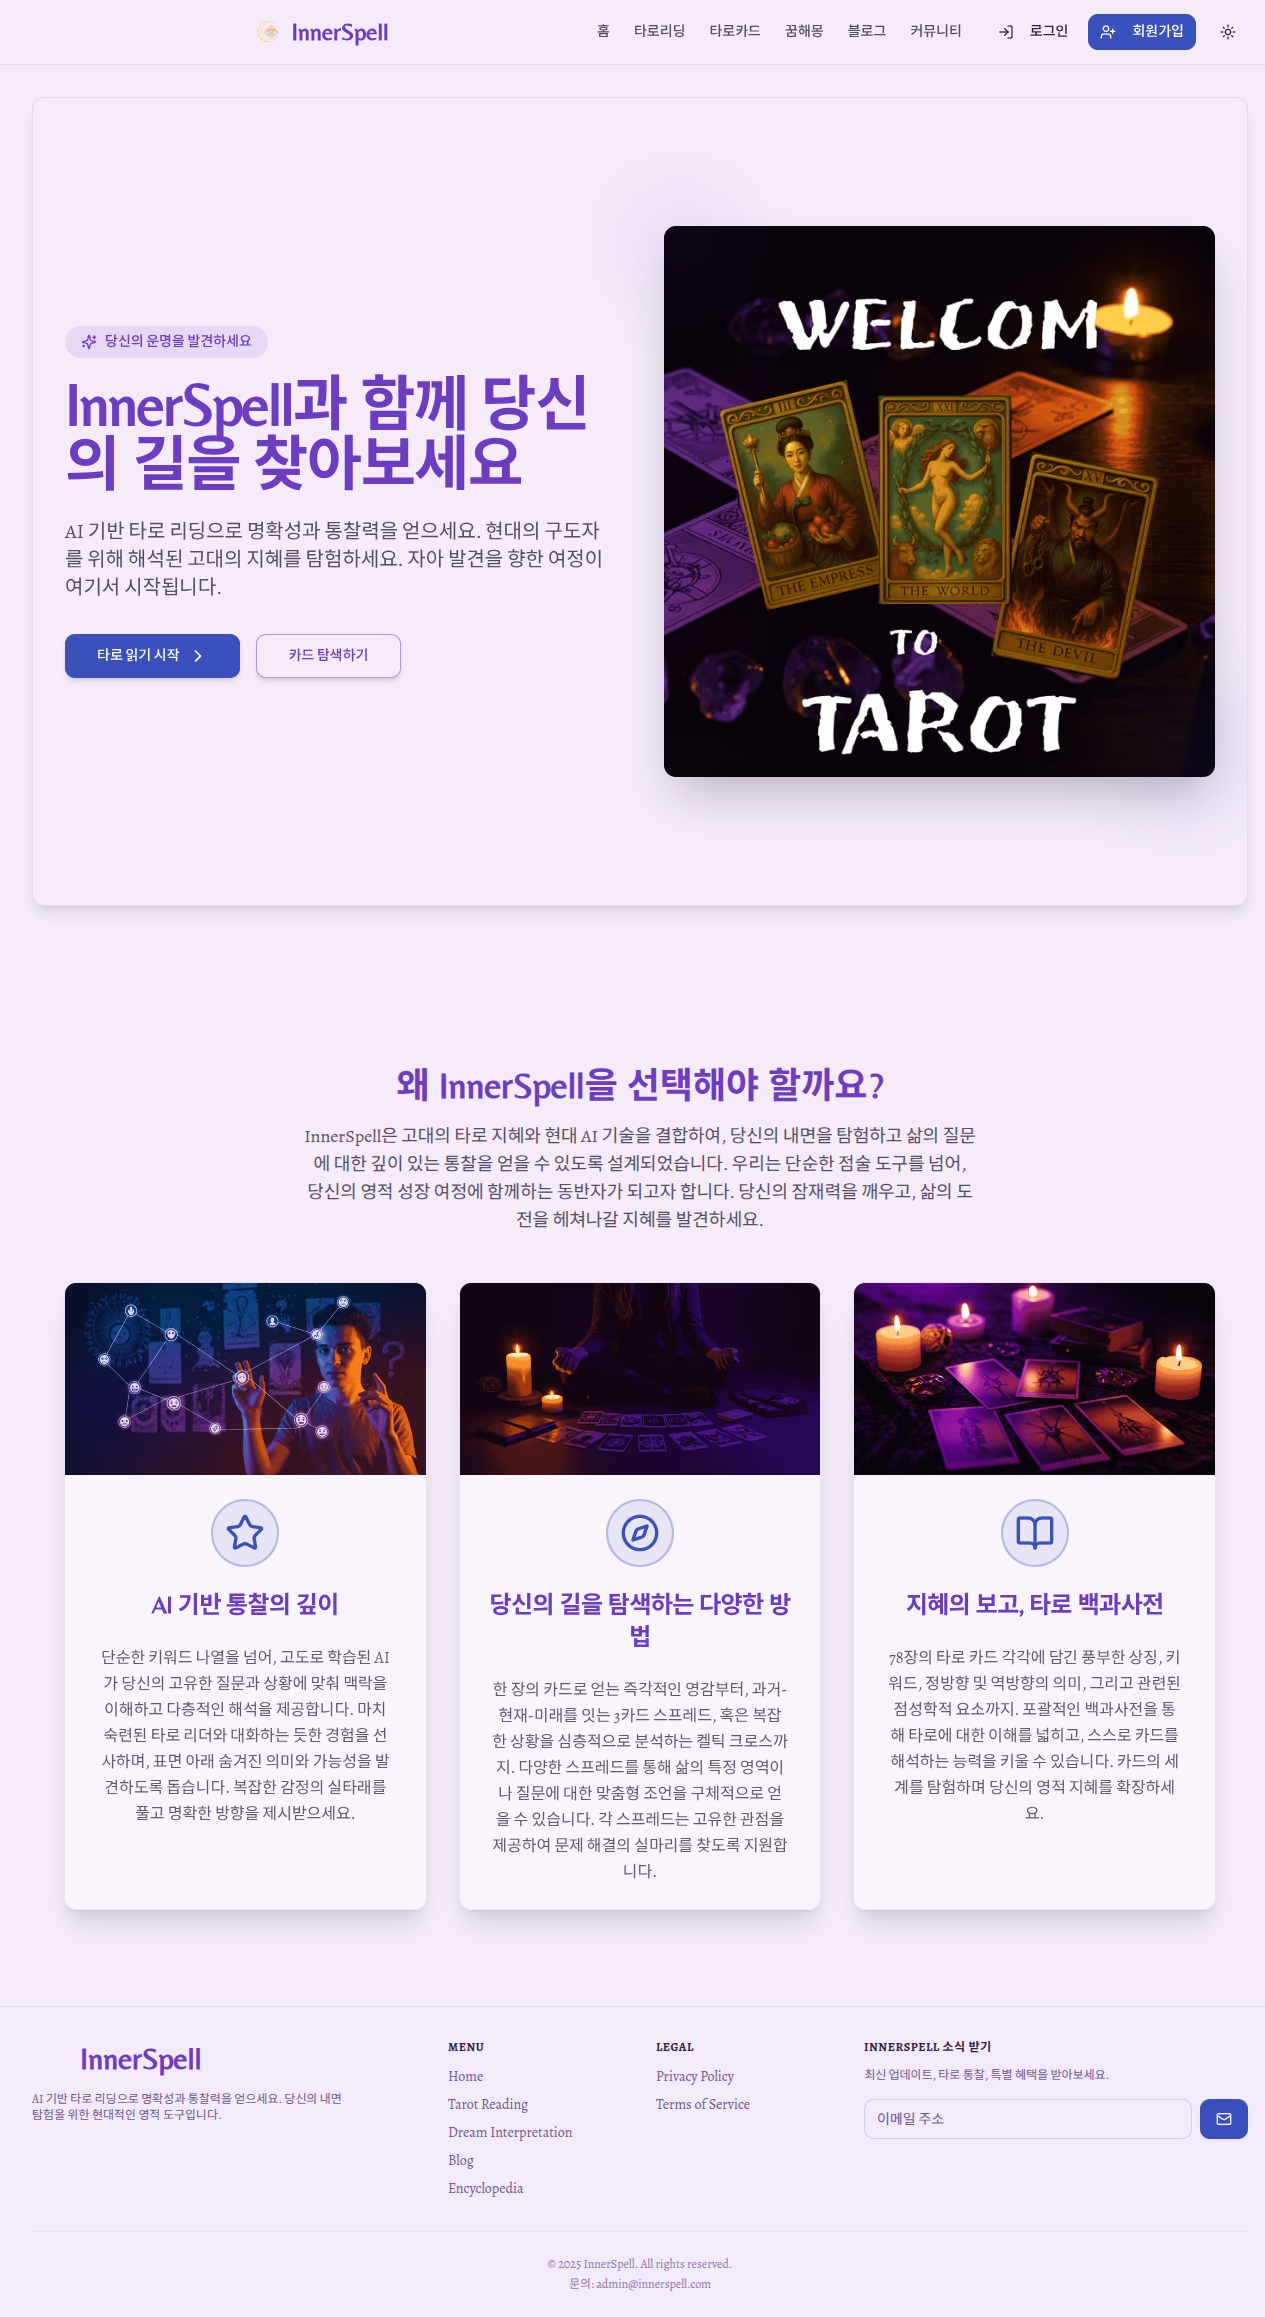 InnerSpell
홈
타로리딩
타로카드
꿈해몽
블로그
커뮤니티
로그인
회원가입
당신의 운명을 발견하세요
InnerSpell과 함께 당신
의 길을 찾아보세요
AI 기반 타로 리딩으로 명확성과 통찰력을 얻으세요. 현대의 구도자
를 위해 해석된 고대의 지혜를 탐험하세요. 자아 발견을 향한 여정이
여기서 시작됩니다.
타로 읽기 시작
카드 탐색하기
WELCOM
III
THE EMPRESS
XXI
THE WORLD
XV
THE DEVIL
TO
TAROT
왜 InnerSpell을 선택해야 할까요?
InnerSpell은 고대의 타로 지혜와 현대 AI 기술을 결합하여, 당신의 내면을 탐험하고 삶의 질문
에 대한 깊이 있는 통찰을 얻을 수 있도록 설계되었습니다. 우리는 단순한 점술 도구를 넘어,
당신의 영적 성장 여정에 함께하는 동반자가 되고자 합니다. 당신의 잠재력을 깨우고, 삶의 도
전을 헤쳐나갈 지혜를 발견하세요.
AI 기반 통찰의 깊이
단순한 키워드 나열을 넘어, 고도로 학습된 AI
가 당신의 고유한 질문과 상황에 맞춰 맥락을
이해하고 다층적인 해석을 제공합니다. 마치
숙련된 타로 리더와 대화하는 듯한 경험을 선
사하며, 표면 아래 숨겨진 의미와 가능성을 발
견하도록 돕습니다. 복잡한 감정의 실타래를
풀고 명확한 방향을 제시받으세요.
당신의 길을 탐색하는 다양한 방
법
한 장의 카드로 얻는 즉각적인 영감부터, 과거-
현재-미래를 잇는 3카드 스프레드, 혹은 복잡
한 상황을 심층적으로 분석하는 켈틱 크로스까
지. 다양한 스프레드를 통해 삶의 특정 영역이
나 질문에 대한 맞춤형 조언을 구체적으로 얻
을 수 있습니다. 각 스프레드는 고유한 관점을
제공하여 문제 해결의 실마리를 찾도록 지원합
니다.
지혜의 보고, 타로 백과사전
78장의 타로 카드 각각에 담긴 풍부한 상징, 키
워드, 정방향 및 역방향의 의미, 그리고 관련된
점성학적 요소까지. 포괄적인 백과사전을 통
해 타로에 대한 이해를 넓히고, 스스로 카드를
해석하는 능력을 키울 수 있습니다. 카드의 세
계를 탐험하며 당신의 영적 지혜를 확장하세
요.
InnerSpell
AI 기반 타로 리딩으로 명확성과 통찰력을 얻으세요. 당신의 내면
탐험을 위한 현대적인 영적 도구입니다.
MENU
Home
Tarot Reading
Dream Interpretation
Blog
Encyclopedia
LEGAL
Privacy Policy
Terms of Service
INNERSPELL 소식 받기
최신 업데이트, 타로 통찰, 특별 혜택을 받아보세요.
이메일 주소
© 2025 InnerSpell. All rights reserved.
문의: admin@innerspell.com